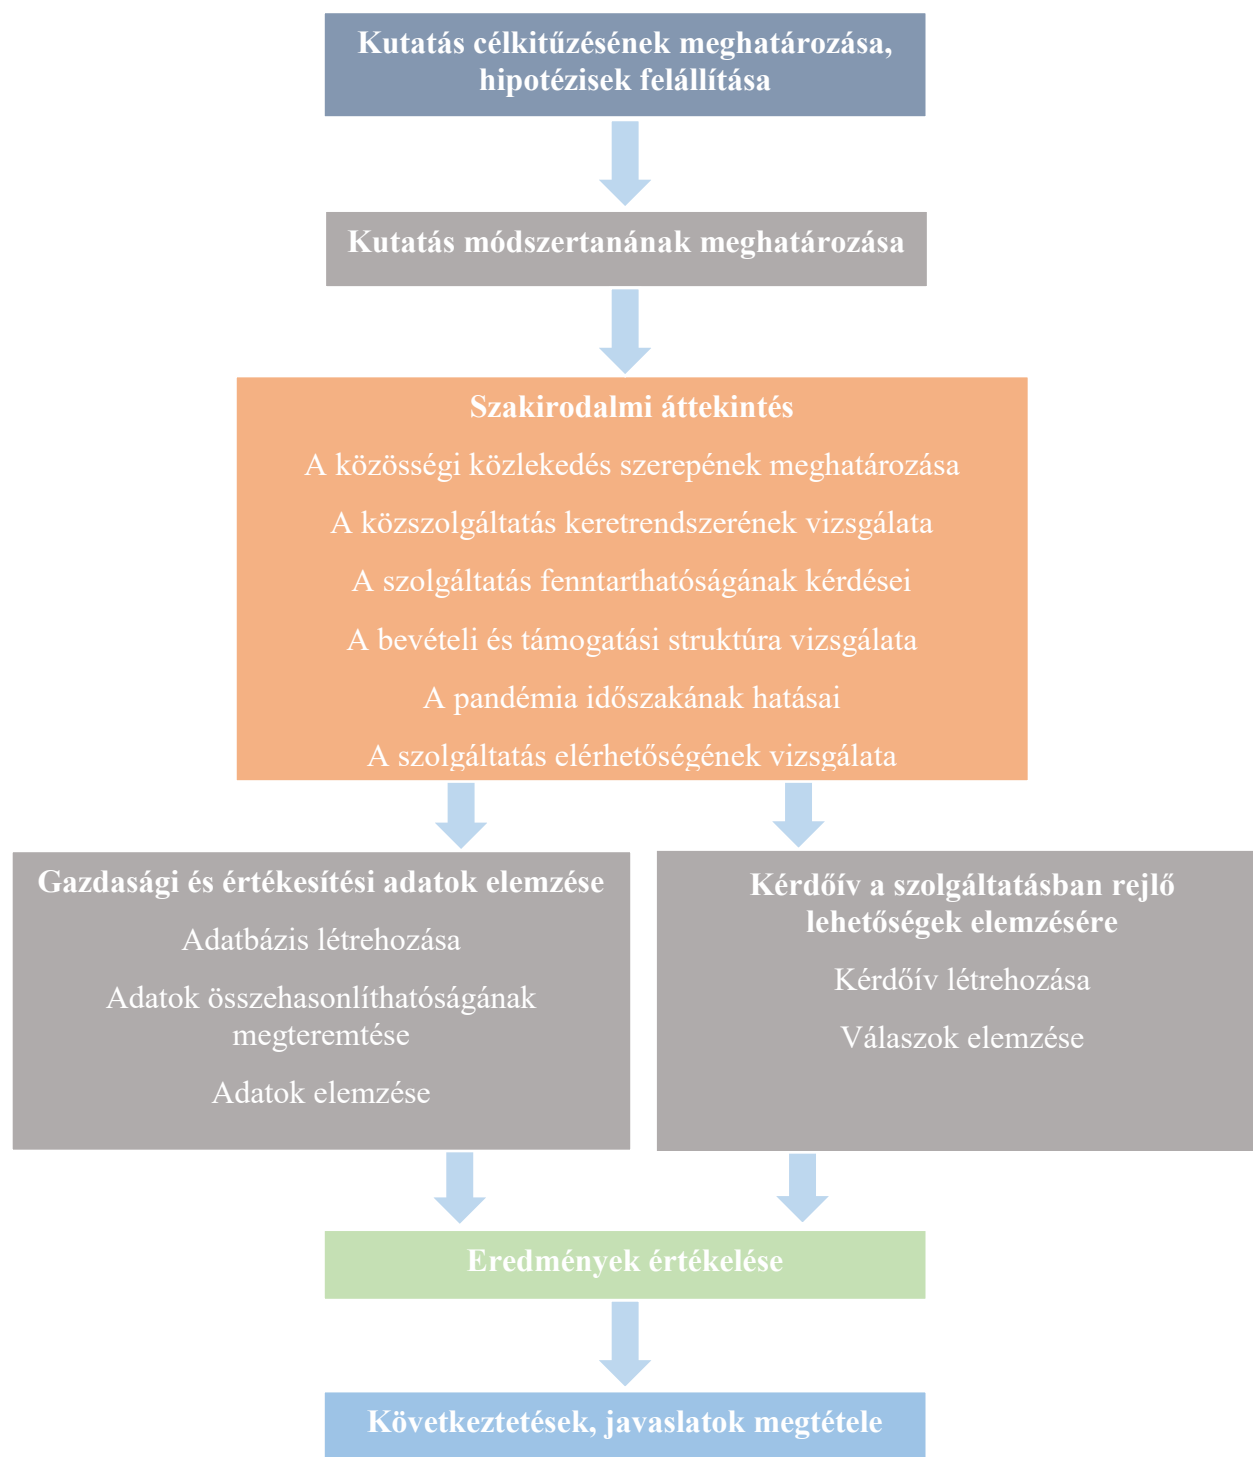 Kutatás célkitűzésének meghatározása,
hipotézisek felállítása
Kutatás módszertanának meghatározása
Szakirodalmi áttekintés
A közösségi közlekedés szerepének meghatározása
A közszolgáltatás keretrendszerének vizsgálata
A szolgáltatás fenntarthatóságának kérdései
A bevételi és támogatási struktúra vizsgálata
A pandémia időszakának hatásai
A szolgáltatás elérhetőségének vizsgálata
Gazdasági és értékesítési adatok elemzése
Adatbázis létrehozása
Adatok összehasonlíthatóságának
megteremtése
Adatok elemzése
Kérdőív a szolgáltatásban rejlő
lehetőségek elemzésére
Kérdőív létrehozása
Válaszok elemzése
Eredmények értékelése
Következtetések, javaslatok megtétele